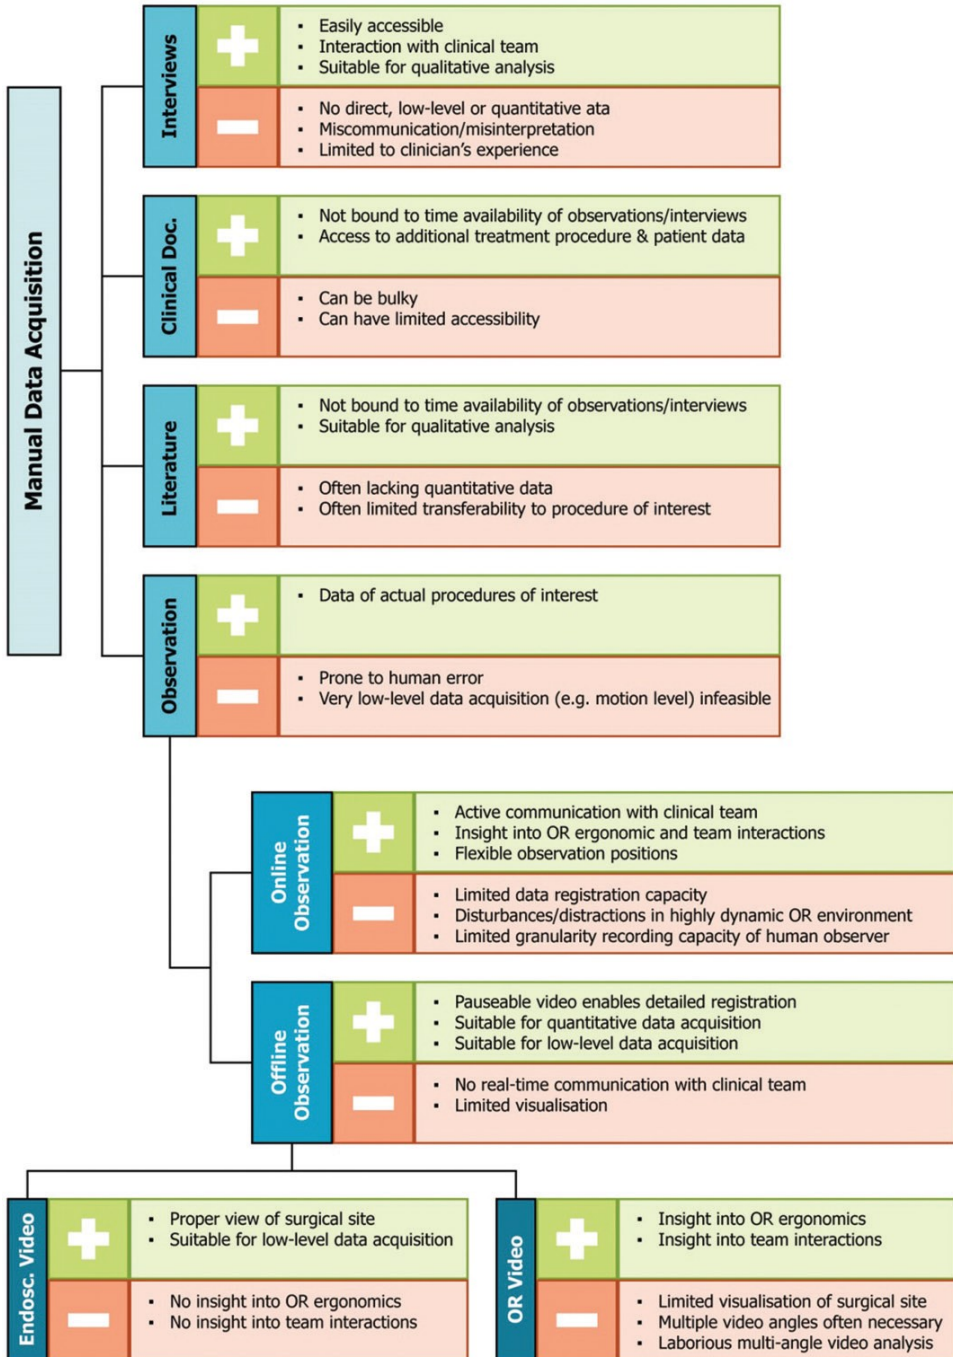 Manual Data Acquisition
Interviews
▪ Easily accessible
▪ Interaction with clinical team
▪ Suitable for qualitative analysis
▪ No direct, low-level or quantitative ata
▪ Miscommunication/misinterpretation
▪ Limited to clinician's experience
Clinical Doc.
▪ Not bound to time availability of observations/interviews
▪ Access to additional treatment procedure & patient data
▪ Can be bulky
▪ Can have limited accessibility
Literature
▪ Not bound to time availability of observations/interviews
▪ Suitable for qualitative analysis
▪ Often lacking quantitative data
▪ Often limited transferability to procedure of interest
Observation
▪ Data of actual procedures of interest
▪ Prone to human error
▪ Very low-level data acquisition (e.g. motion level) infeasible
Online
Observation
▪ Active communication with clinical team
▪ Insight into OR ergonomic and team interactions
▪ Flexible observation positions
▪ Limited data registration capacity
▪ Disturbances/distractions in highly dynamic OR environment
▪ Limited granularity recording capacity of human observer
Offline
Observation
▪ Pauseable video enables detailed registration
▪ Suitable for quantitative data acquisition
▪ Suitable for low-level data acquisition
▪ No real-time communication with clinical team
▪ Limited visualisation
Endosc. Video
▪ Proper view of surgical site
▪ Suitable for low-level data acquisition
▪ No insight into OR ergonomics
▪ No insight into team interactions
OR Video
▪ Insight into OR ergonomics
▪ Insight into team interactions
▪ Limited visualisation of surgical site
▪ Multiple video angles often necessary
▪ Laborious multi-angle video analysis